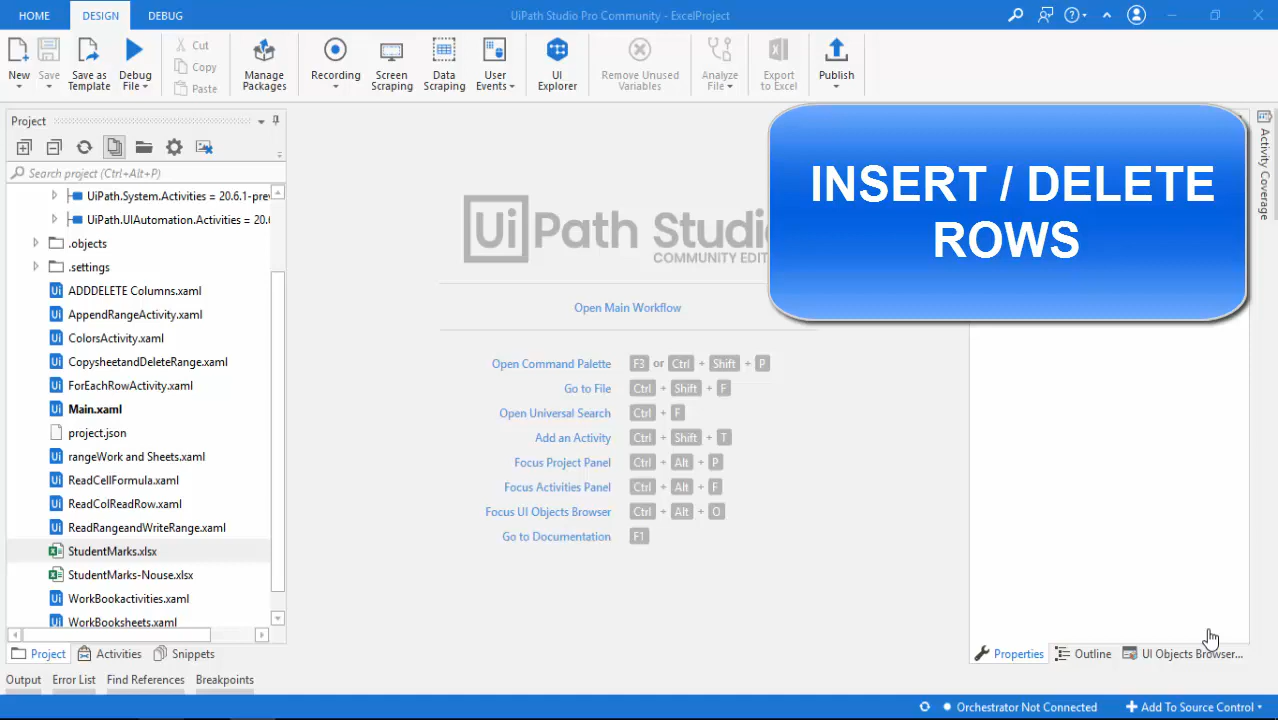 HOME DESIGN DEBUG UiPath Studio Pro Community - ExcelProject
New Save Save as Template Debug File Cut Copy Paste Manage Packages Recording Screen Scraping Data Scraping User Events UI Explorer Remove Unused Variables Analyze File Export to Excel Publish
Project
Search project (Ctrl+Alt+P)
UiPath.System.Activities = 20.6.1-pre
UiPath.UIAutomation.Activities = 20.
.objects
.settings
ADDDELETE Columns.xaml
AppendRangeActivity.xaml
ColorsActivity.xaml
CopysheetandDeleteRange.xaml
ForEachRowActivity.xaml
Main.xaml
project.json
rangeWork and Sheets.xaml
ReadCellFormula.xaml
ReadColReadRow.xaml
ReadRangeandWriteRange.xaml
StudentMarks.xlsx
StudentMarks-Nouse.xlsx
WorkBookactivities.xaml
WorkBooksheets.xaml
Project Activities Snippets
UiPath Studio
COMMUNITY EDIT
Open Main Workflow
Open Command Palette F3 or Ctrl + Shift + P
Go to File Ctrl + Shift + F
Open Universal Search Ctrl + F
Add an Activity Ctrl + Shift + T
Focus Project Panel Ctrl + Alt + P
Focus Activities Panel Ctrl + Alt + F
Focus UI Objects Browser Ctrl + Alt + O
Go to Documentation F1
INSERT / DELETE
ROWS
Activity Coverage
Properties Outline UI Objects Browser...
Output Error List Find References Breakpoints
Orchestrator Not Connected Add To Source Control